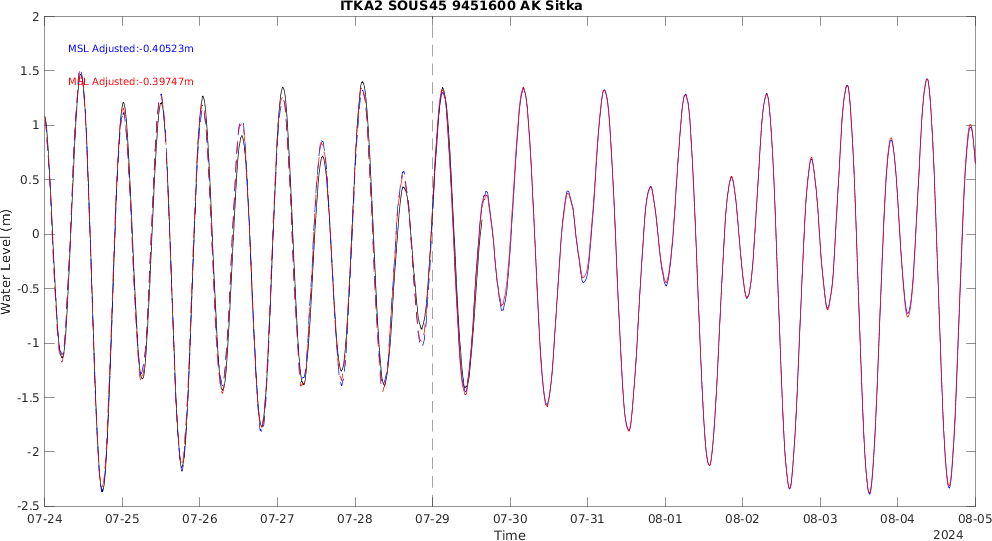 ITKA2 SOUS45 9451600 AK Sitka
MSL Adjusted:-0.40523m
MSL Adjusted:-0.39747m
Water Level (m)
2
1.5
1
0.5
0
-0.5
-1
-1.5
-2
-2.5
07-24 07-25 07-26 07-27 07-28 07-29 07-30 07-31 08-01 08-02 08-03 08-04 08-05
Time
2024